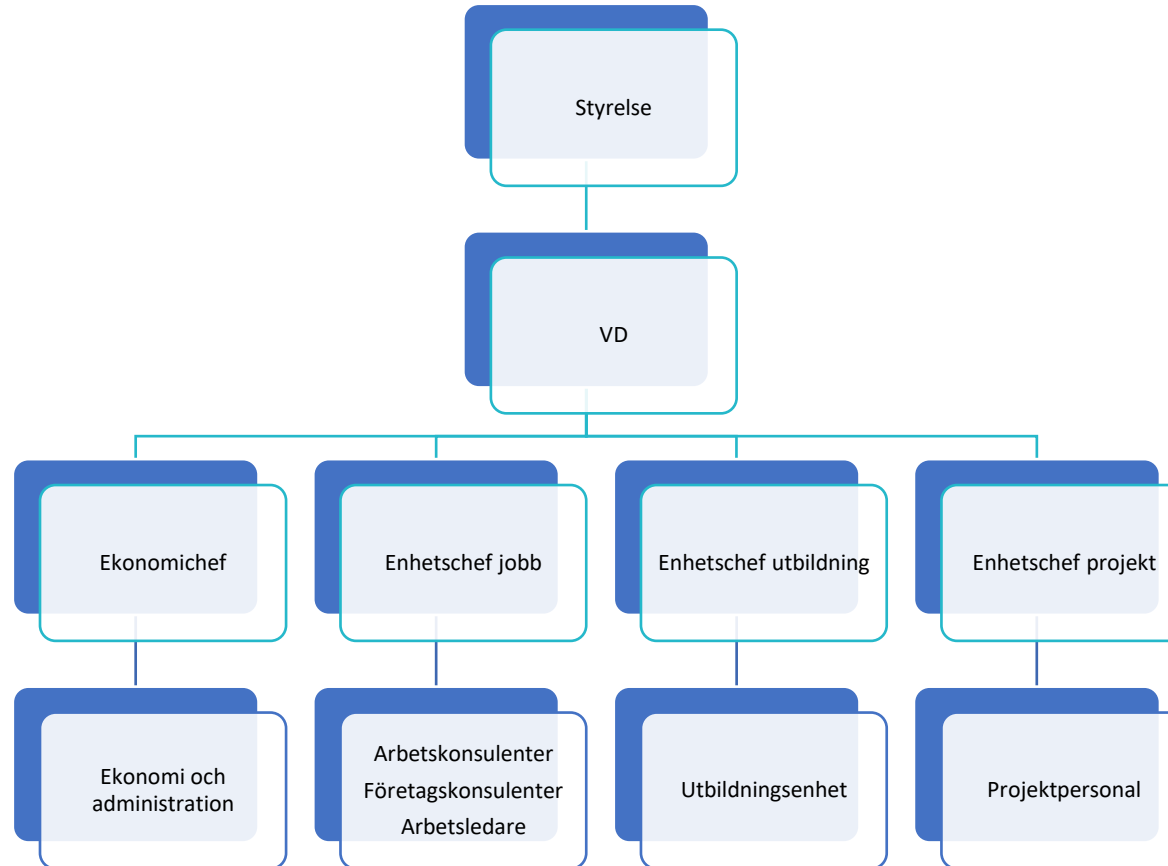 Styrelse
VD
Ekonomichef
Enhetschef jobb
Enhetschef utbildning
Enhetschef projekt
Ekonomi och
administration
Arbetskonsulenter
Företagskonsulenter
Arbetsledare
Utbildningsenhet
Projektpersonal